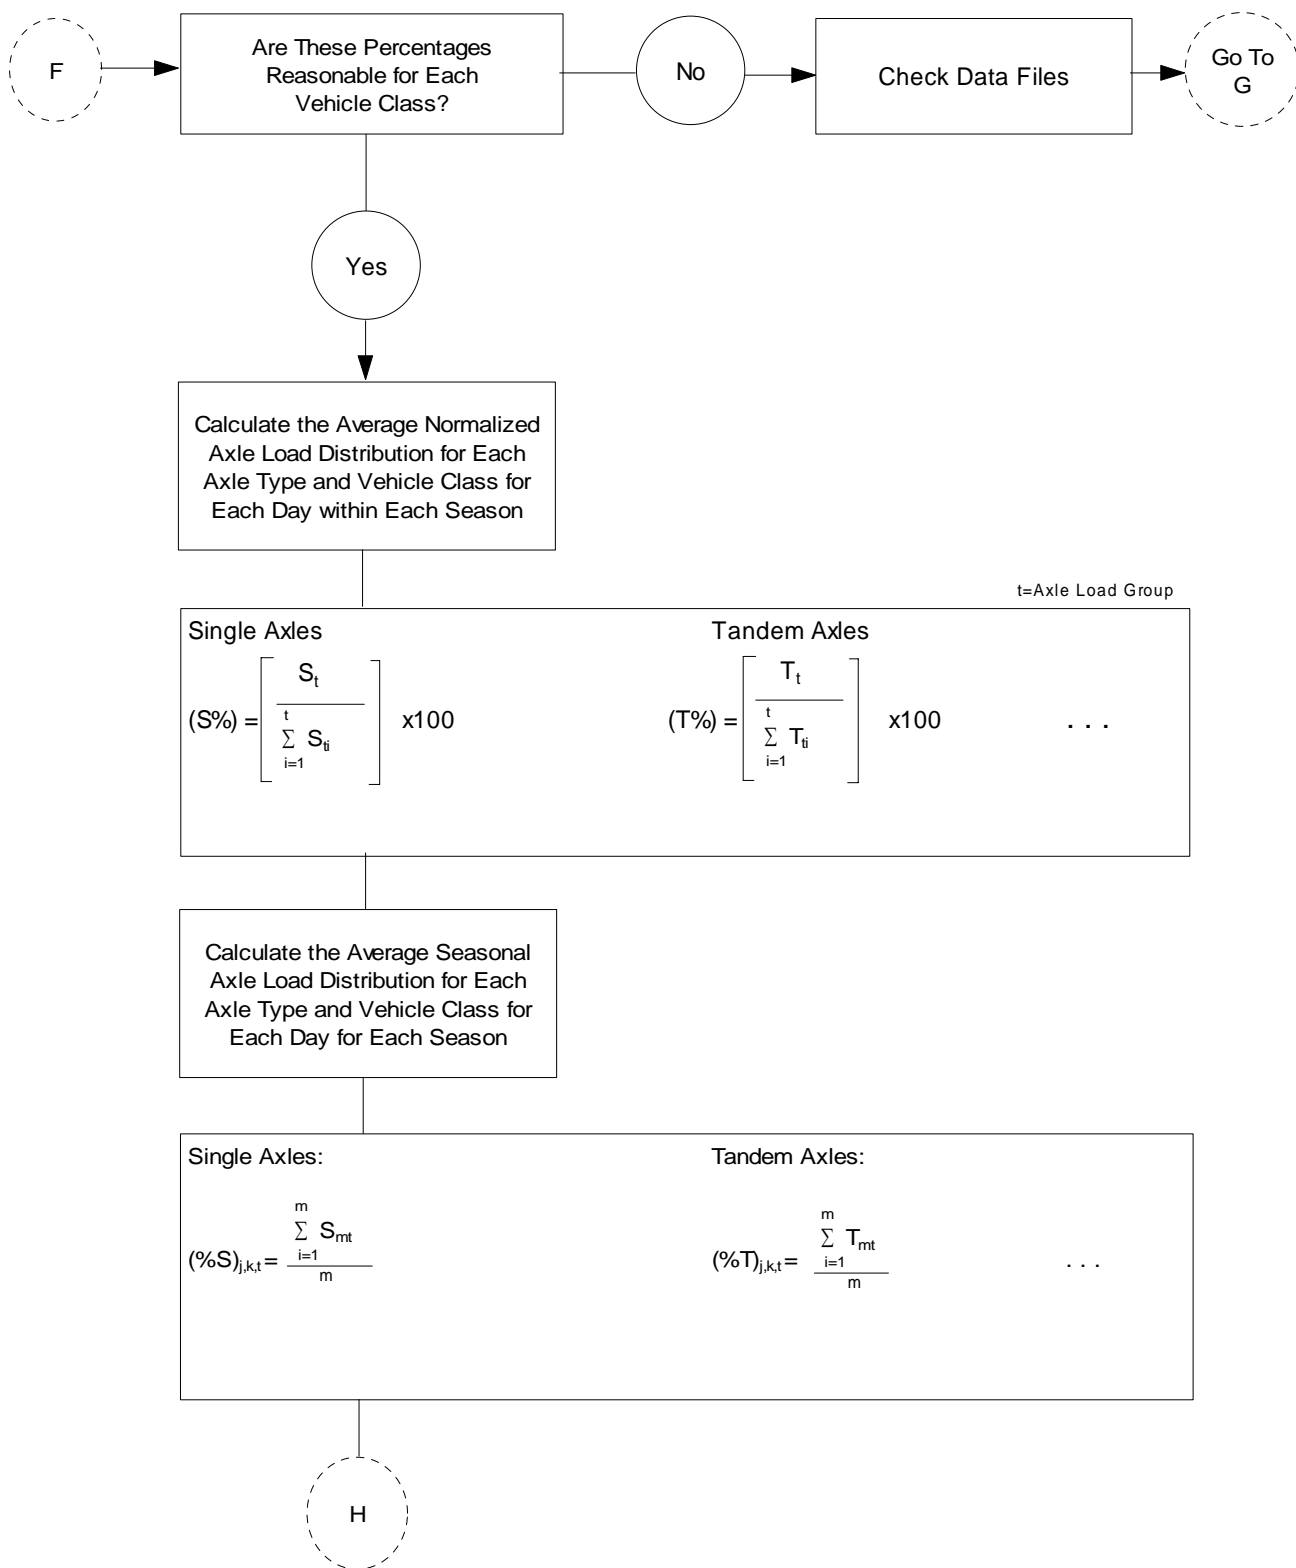 F
Are These Percentages
Reasonable for Each
Vehicle Class?
No
Check Data Files
Go To
G
Yes
Calculate the Average Normalized
Axle Load Distribution for Each
Axle Type and Vehicle Class for
Each Day within Each Season
t=Axle Load Group
Single Axles
(S%) = [ S_t / t ∑ i=1 S_ti ] x100
Tandem Axles
(T%) = [ T_t / t ∑ i=1 T_ti ] x100
. . .
Calculate the Average Seasonal
Axle Load Distribution for Each
Axle Type and Vehicle Class for
Each Day for Each Season
Single Axles:
(%S)j,k,t = m ∑ i=1 S_mt / m
Tandem Axles:
(%T)j,k,t = m ∑ i=1 T_mt / m
. . .
H